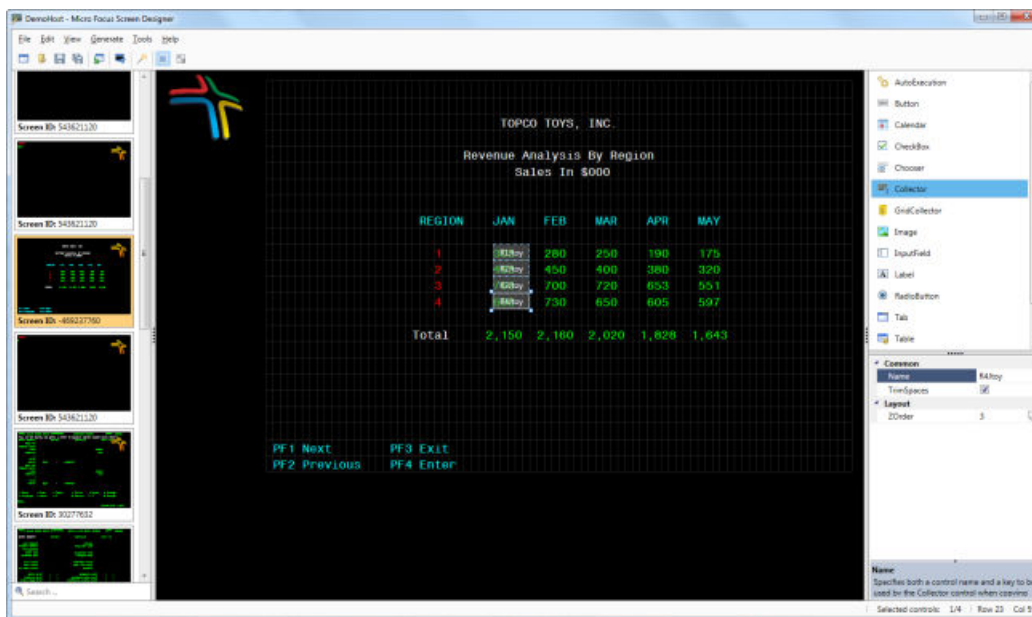 DemoHost - Micro Focus Screen Designer
File Edit View Generate Tools Help
Screen ID: 543621120
Screen ID: 543621120
Screen ID: -469237760
Screen ID: 543621120
Screen ID: 30277652
Search...
TOPCO TOYS, INC.
Revenue Analysis By Region
Sales In $000
REGION JAN FEB MAR APR MAY
1 280 250 190 175
2 450 400 380 320
3 700 720 653 551
4 730 650 605 597
Total 2,150 2,160 2,020 1,828 1,643
PF1 Next PF3 Exit
PF2 Previous PF4 Enter
AutoExecution
Button
Calendar
CheckBox
Chooser
Collector
GridCollector
Image
InputField
Label
RadioButton
Tab
Table
Common
Name
TrimSpaces
Layout
ZOrder 3
Name
Specifies both a control name and a key to be
used by the Collector control when
Selected controls: 1/4 Row 23 Col